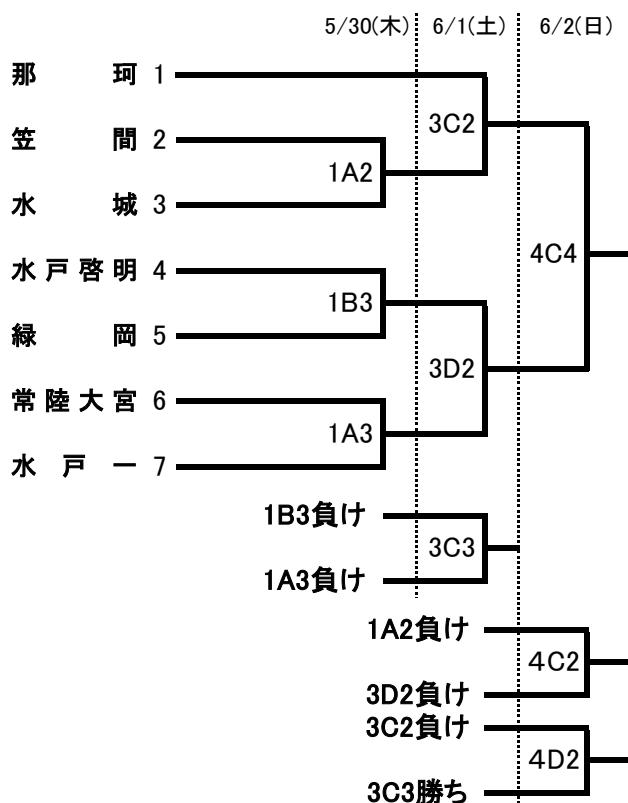 5/30(木) 6/1(土) 6/2(日)
那珂 1
3C2
笠間 2
1A2
水城 3
4C4
水戸啓明 4
1B3
緑岡 5
3D2
常陸大宮 6
1A3
水戸一 7
1B3負け
3C3
1A3負け
1A2負け
4C2
3D2負け
3C2負け
4D2
3C3勝ち